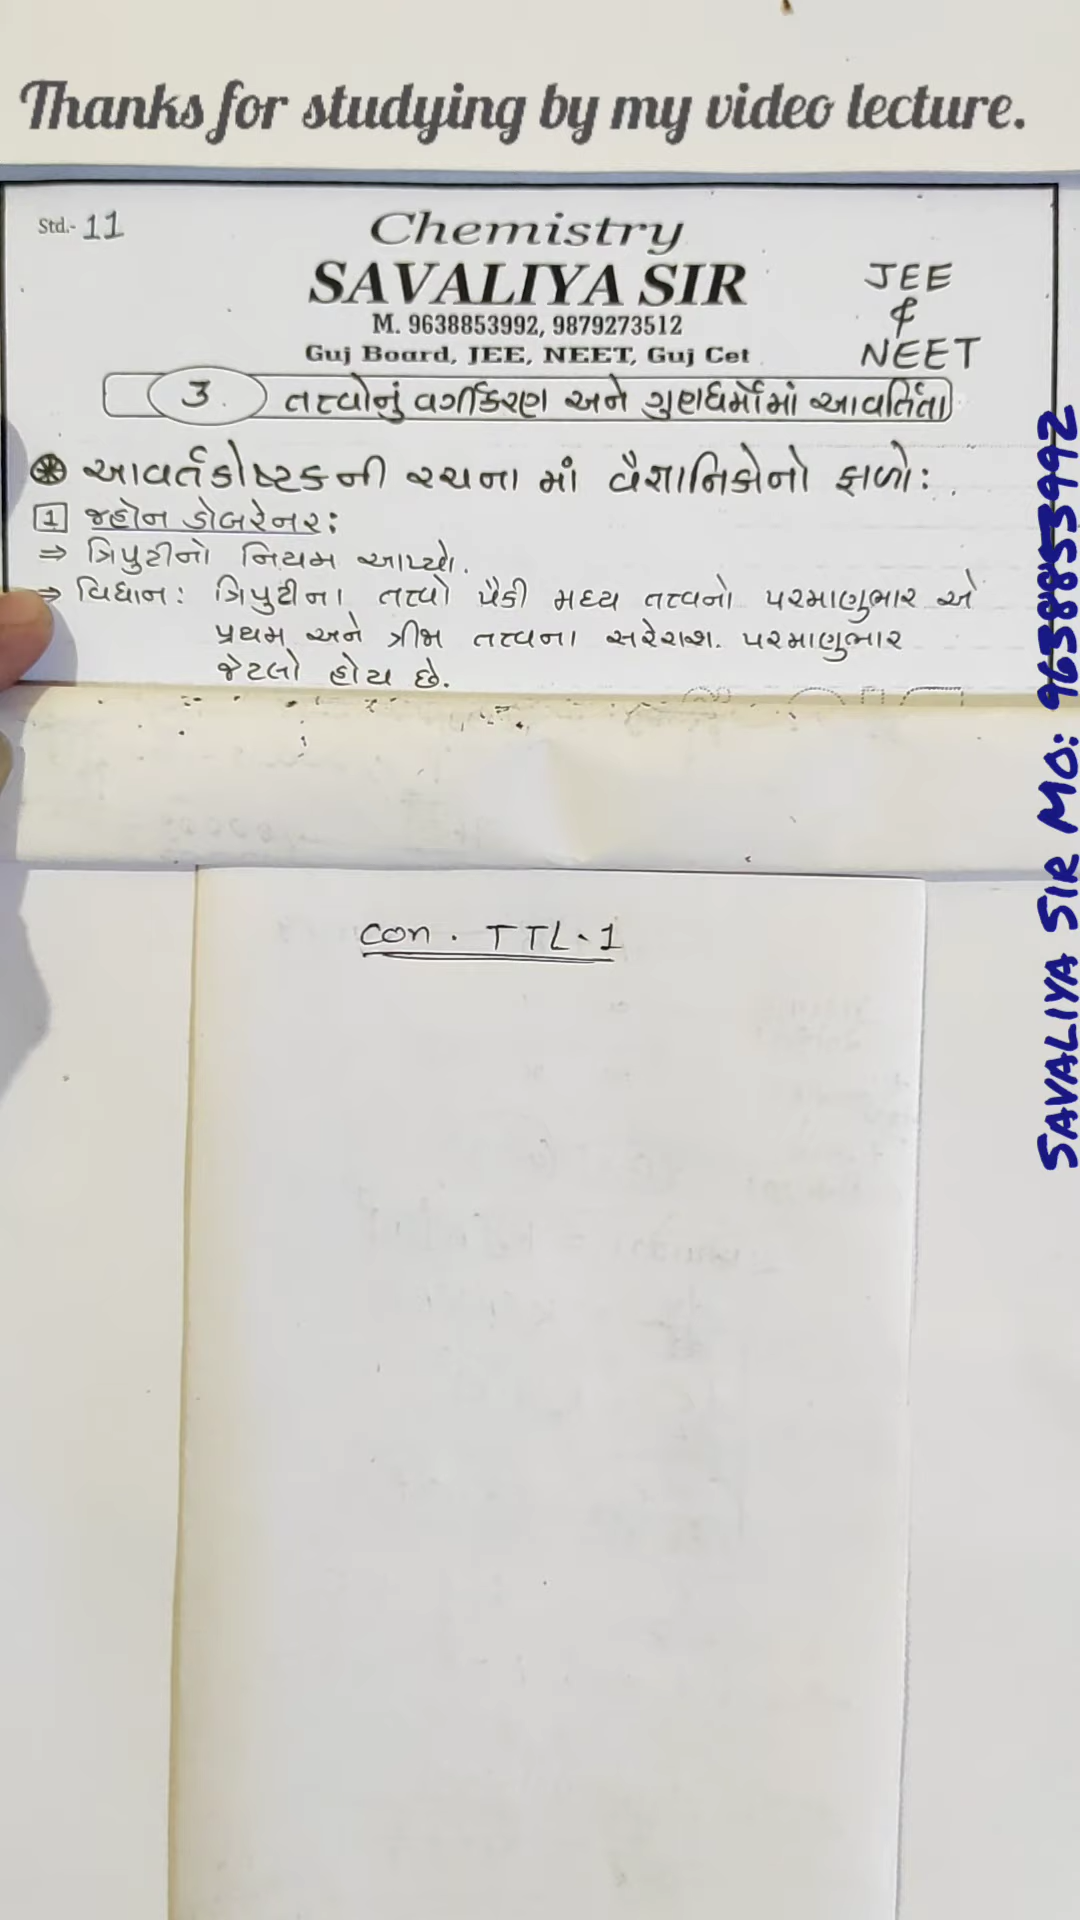 Thanks for studying by my video lecture.
Std.- 11
Chemistry
SAVALIYA SIR
M. 9638853992, 9879273512
Guj Board, JEE, NEET, Guj Cet
JEE
&
NEET
3. તત્ત્વોનું વર્ગીકરણ અને ગુણધર્મોમાં આવર્તિતા
આવર્તકોષ્ટકની રચના માં વૈજ્ઞાનિકોનો ફાળો:
1 જ્હોન ડોબરેનર:
⇒ ત્રિપુટીનો નિયમ આપ્યો.
⇒ વિધાન: ત્રિપુટીના તત્વો પૈકી મધ્ય તત્વનો પરમાણુભાર એ
પ્રથમ અને ત્રીજા તત્વના સરેરાશ પરમાણુભાર
જેટલો હોય છે.
con. TTL-1
SAVALIYA SIR MO: 9638853992